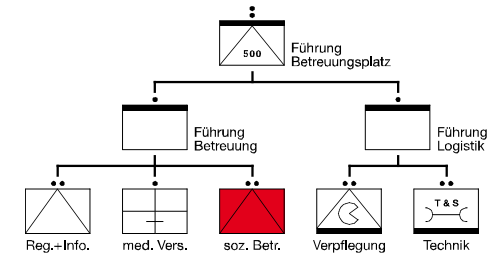 500
Führung
Betreuungsplatz
Führung
Betreuung
Führung
Logistik
T & S
Reg.+Info.
med. Vers.
soz. Betr.
Verpflegung
Technik